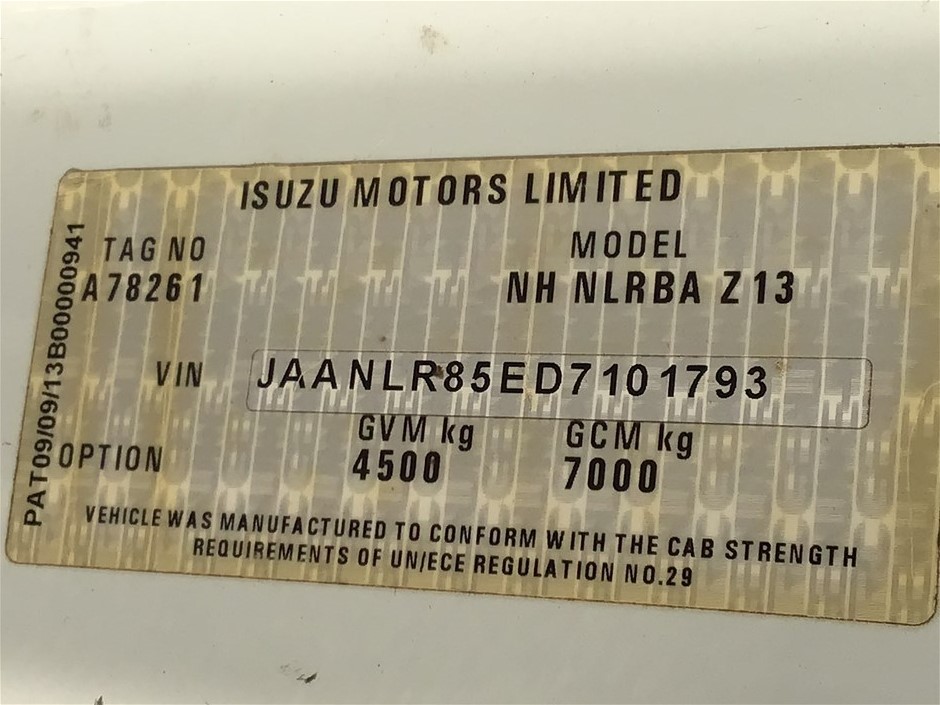 ISUZU MOTORS LIMITED
TAG NO MODEL
A78261 NH NLRBA Z13
VIN JAANLR85ED7101793
GVM kg GCM kg
OPTION 4500 7000
VEHICLE WAS MANUFACTURED TO CONFORM WITH THE CAB STRENGTH
REQUIREMENTS OF UN/ECE REGULATION NO.29
PAT09/09/13B00000941